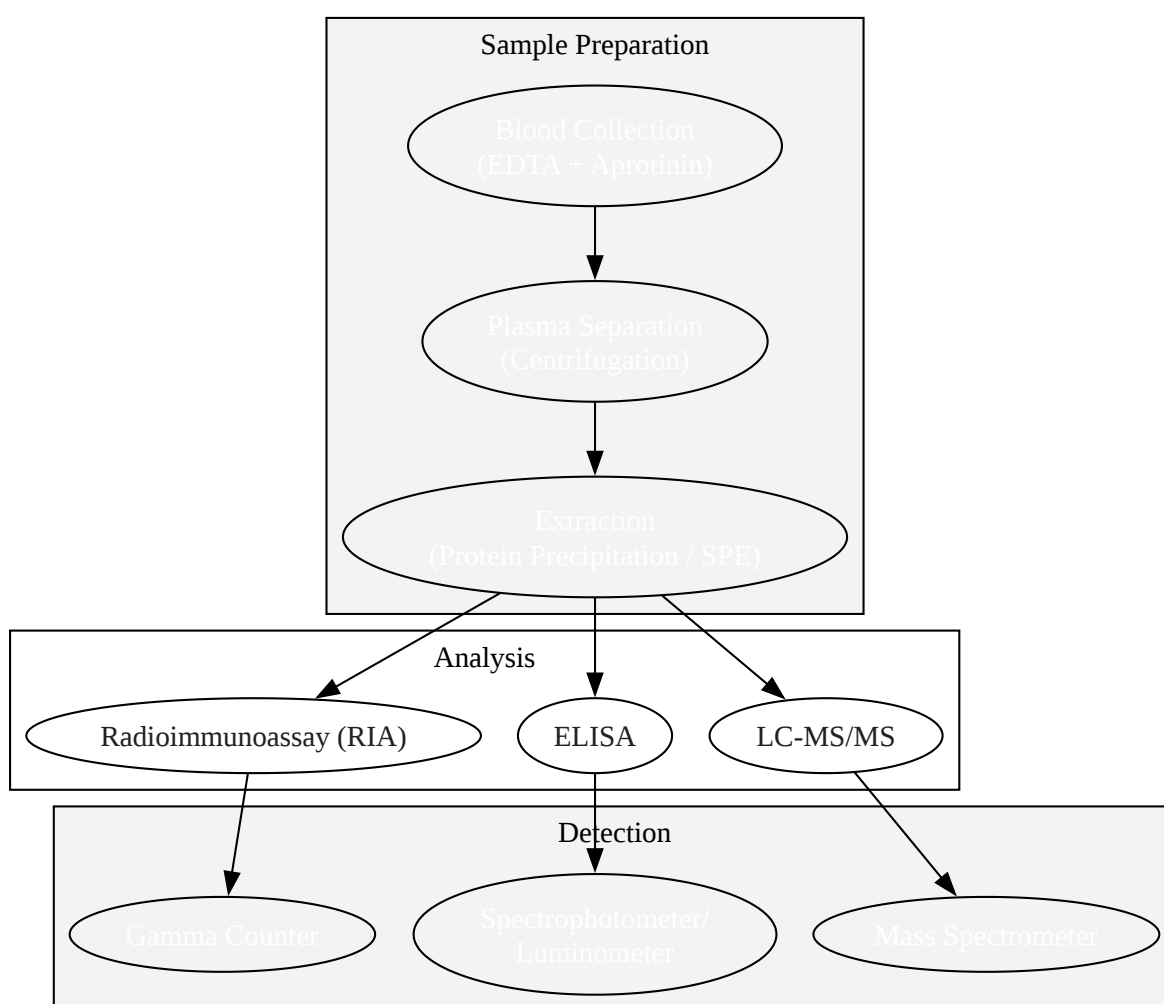 Sample Preparation
Blood Collection
(EDTA + Aprotinin)
Plasma Separation
(Centrifugation)
Extraction
(Protein Precipitation / SPE)
Analysis
Radioimmunoassay (RIA)
ELISA
LC-MS/MS
Detection
Gamma Counter
Spectrophotometer/
Luminometer
Mass Spectrometer